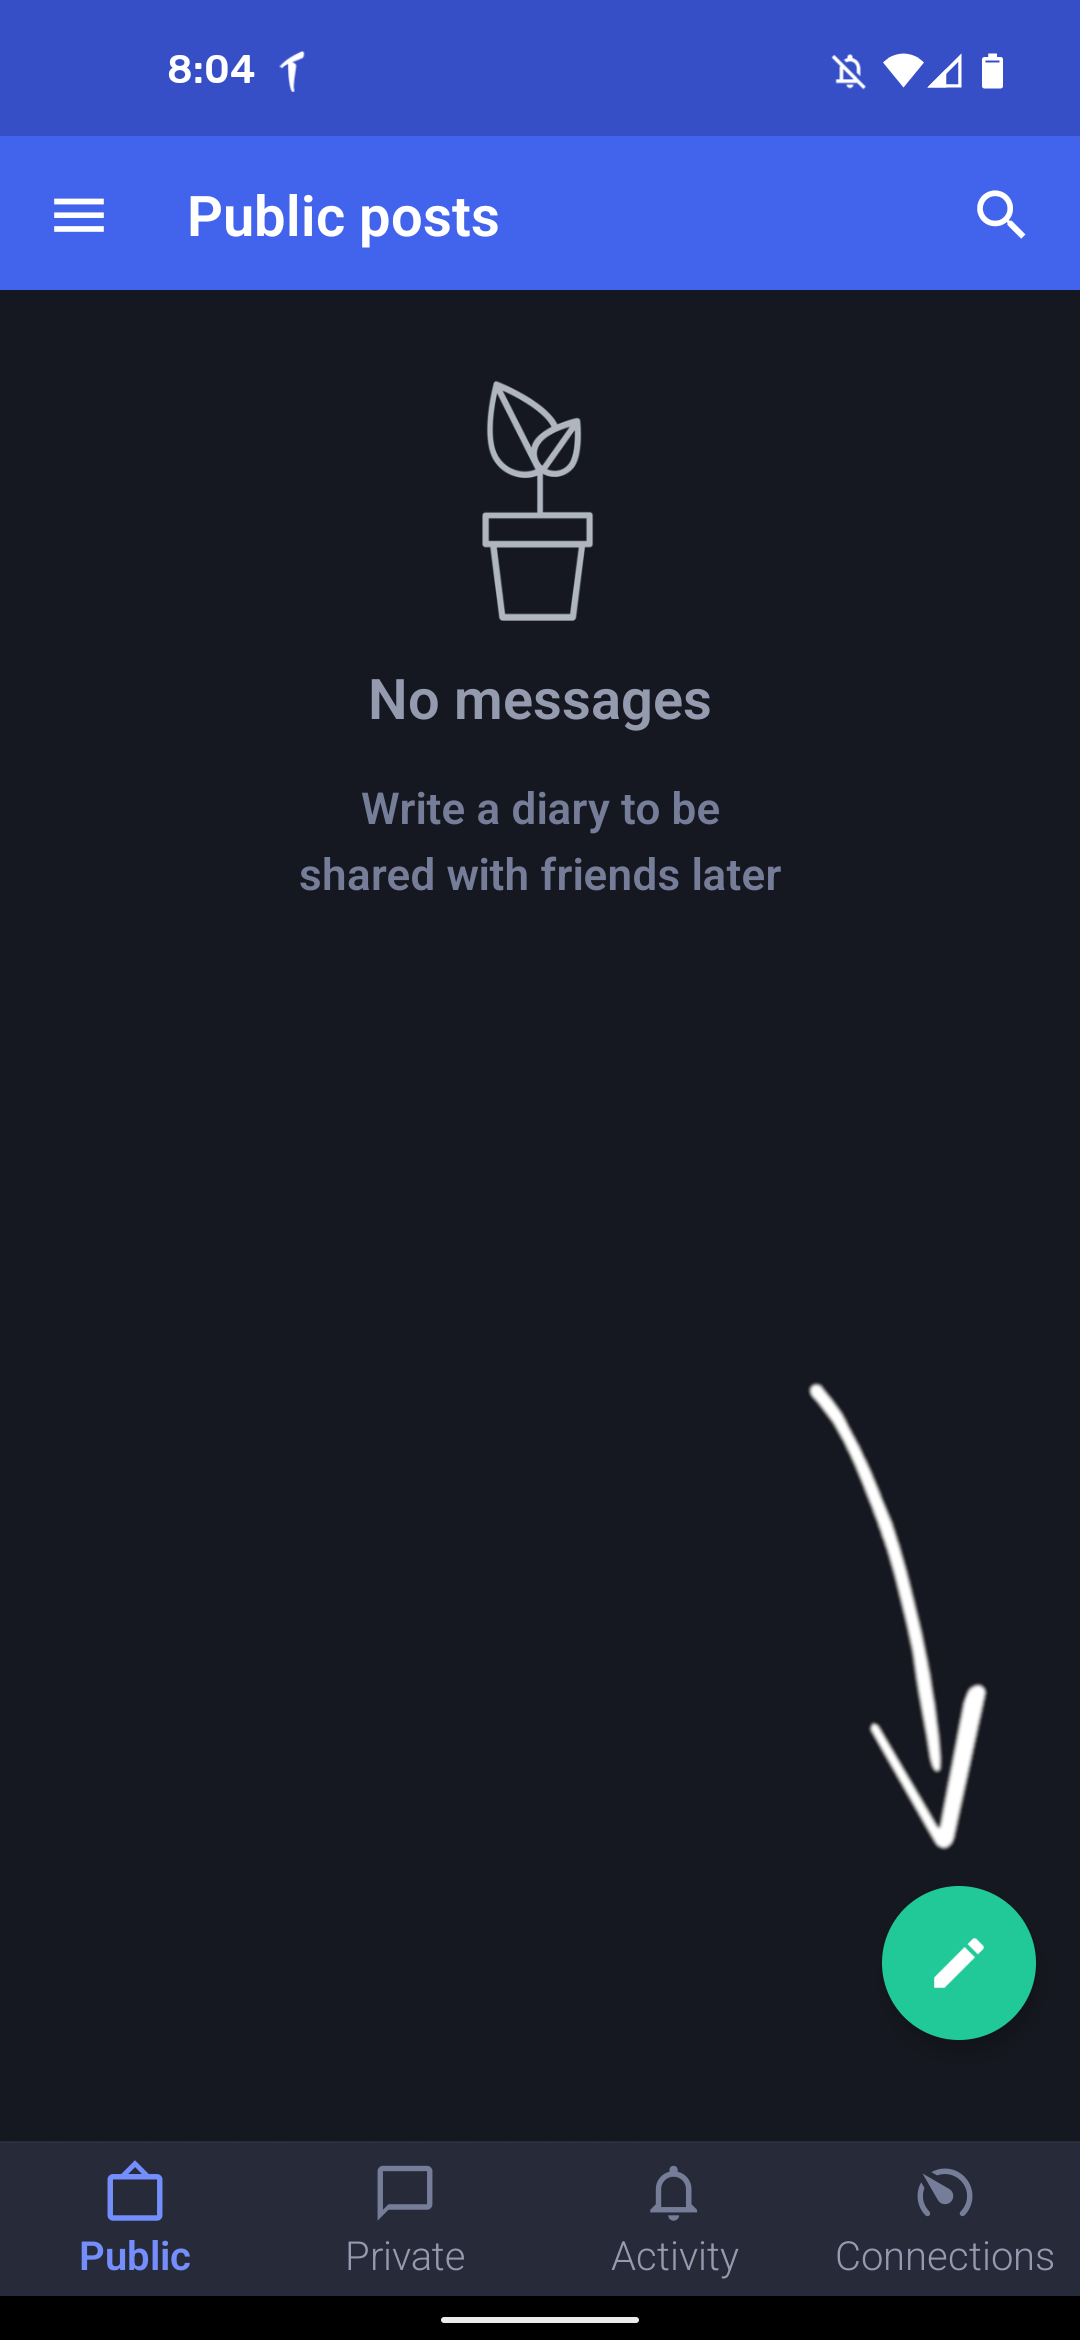 8:04
Public posts
No messages
Write a diary to be
shared with friends later
Public
Private
Activity
Connections